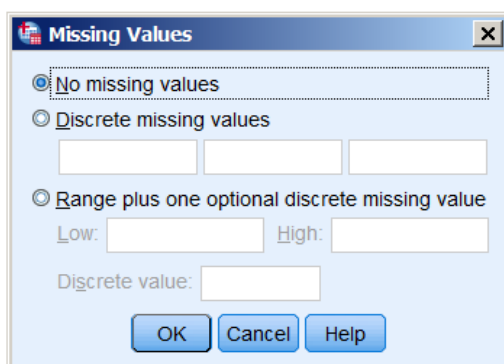 Missing Values
No missing values
Discrete missing values
Range plus one optional discrete missing value
Low: High:
Discrete value:
OK Cancel Help